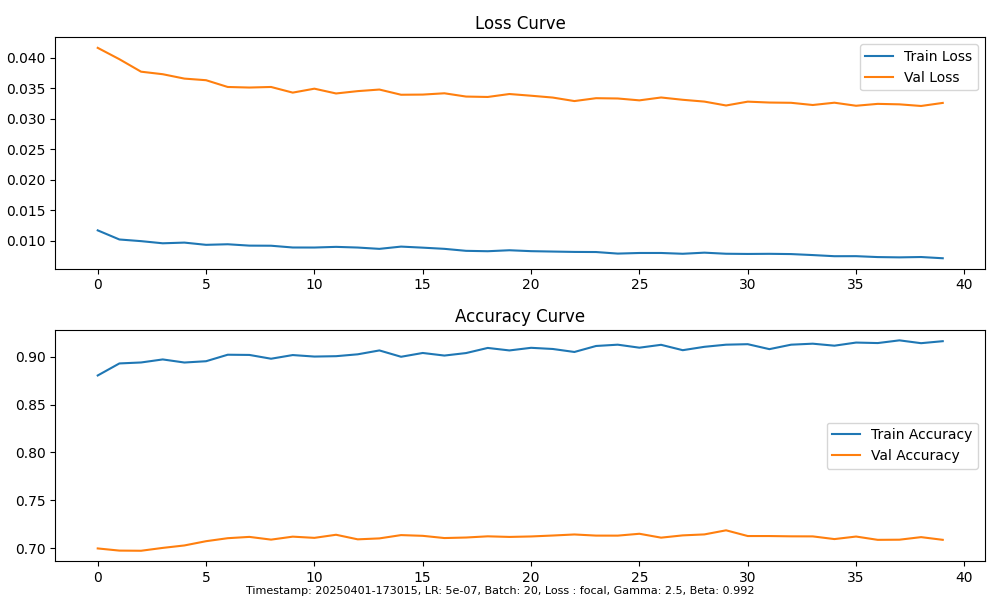 Loss Curve
0.040
0.035
0.030
0.025
0.020
0.015
0.010
Train Loss
Val Loss
0 5 10 15 20 25 30 35 40
Accuracy Curve
0.90
0.85
0.80
0.75
0.70
Train Accuracy
Val Accuracy
0 5 10 15 20 25 30 35 40
Timestamp: 20250401-173015, LR: 5e-07, Batch: 20, Loss : focal, Gamma: 2.5, Beta: 0.992